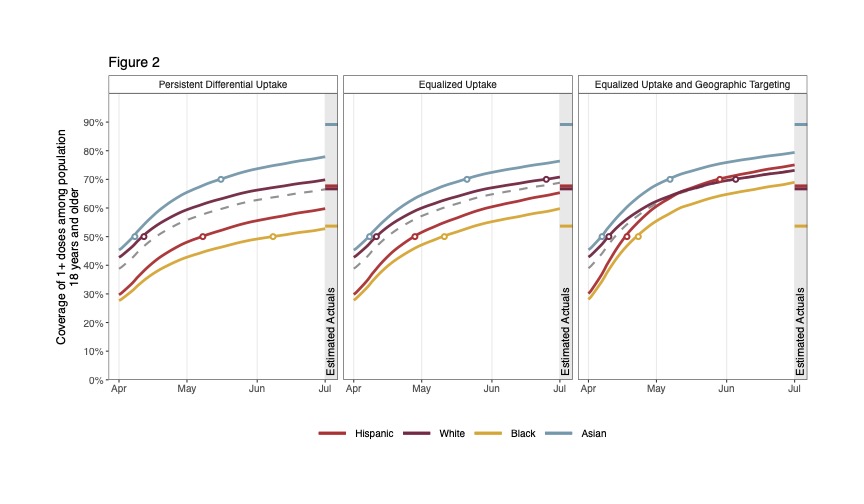 Figure 2
Persistent Differential Uptake
Equalized Uptake
Equalized Uptake and Geographic Targeting
Coverage of 1+ doses among population
18 years and older
90%
80%
70%
60%
50%
40%
30%
20%
10%
0%
Estimated Actuals
Estimated Actuals
Estimated Actuals
Apr May Jun Jul
Apr May Jun Jul
Apr May Jun Jul
Hispanic White Black Asian